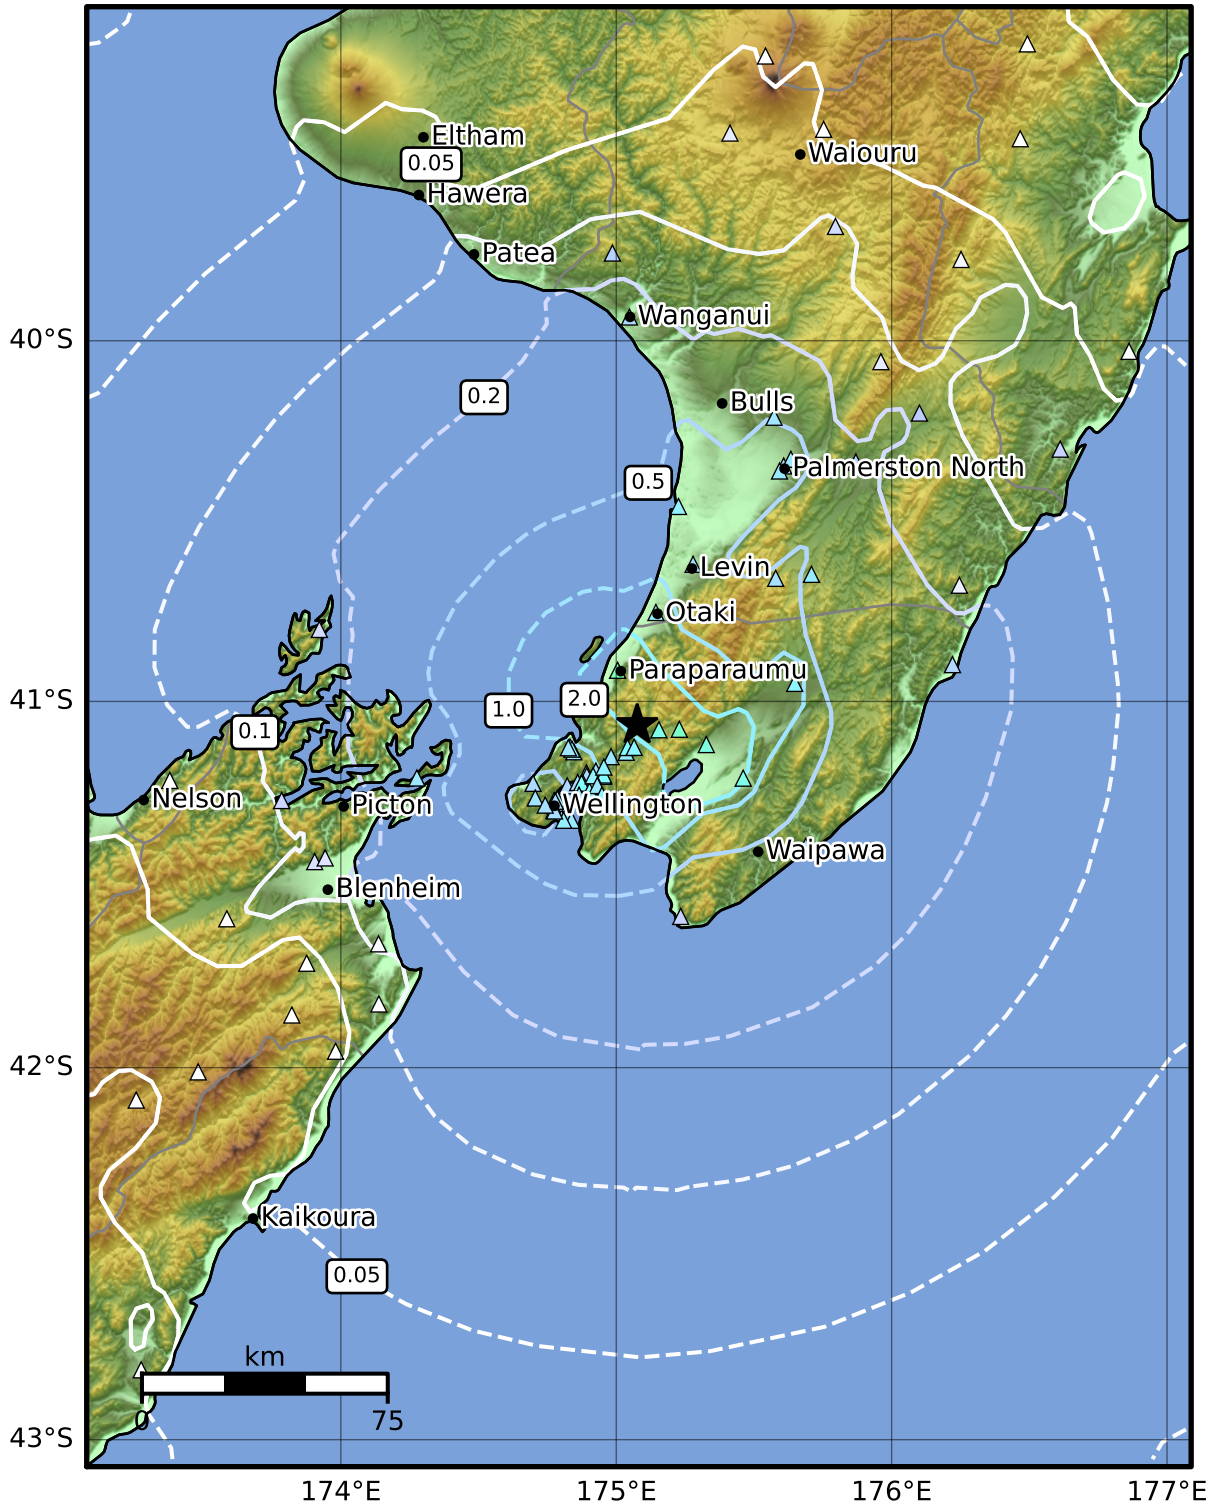 Eltham
0.05
Waiouru
Hawera
Patea
Wanganui
40°S
0.2
Bulls
0.5
Palmerston North
Levin
Otaki
Paraparaumu
41°S
2.0
1.0
0.1
Nelson
Picton
Wellington
Waipawa
Blenheim
42°S
Kaikoura
0.05
km
0
75
43°S
174°E
175°E
176°E
177°E